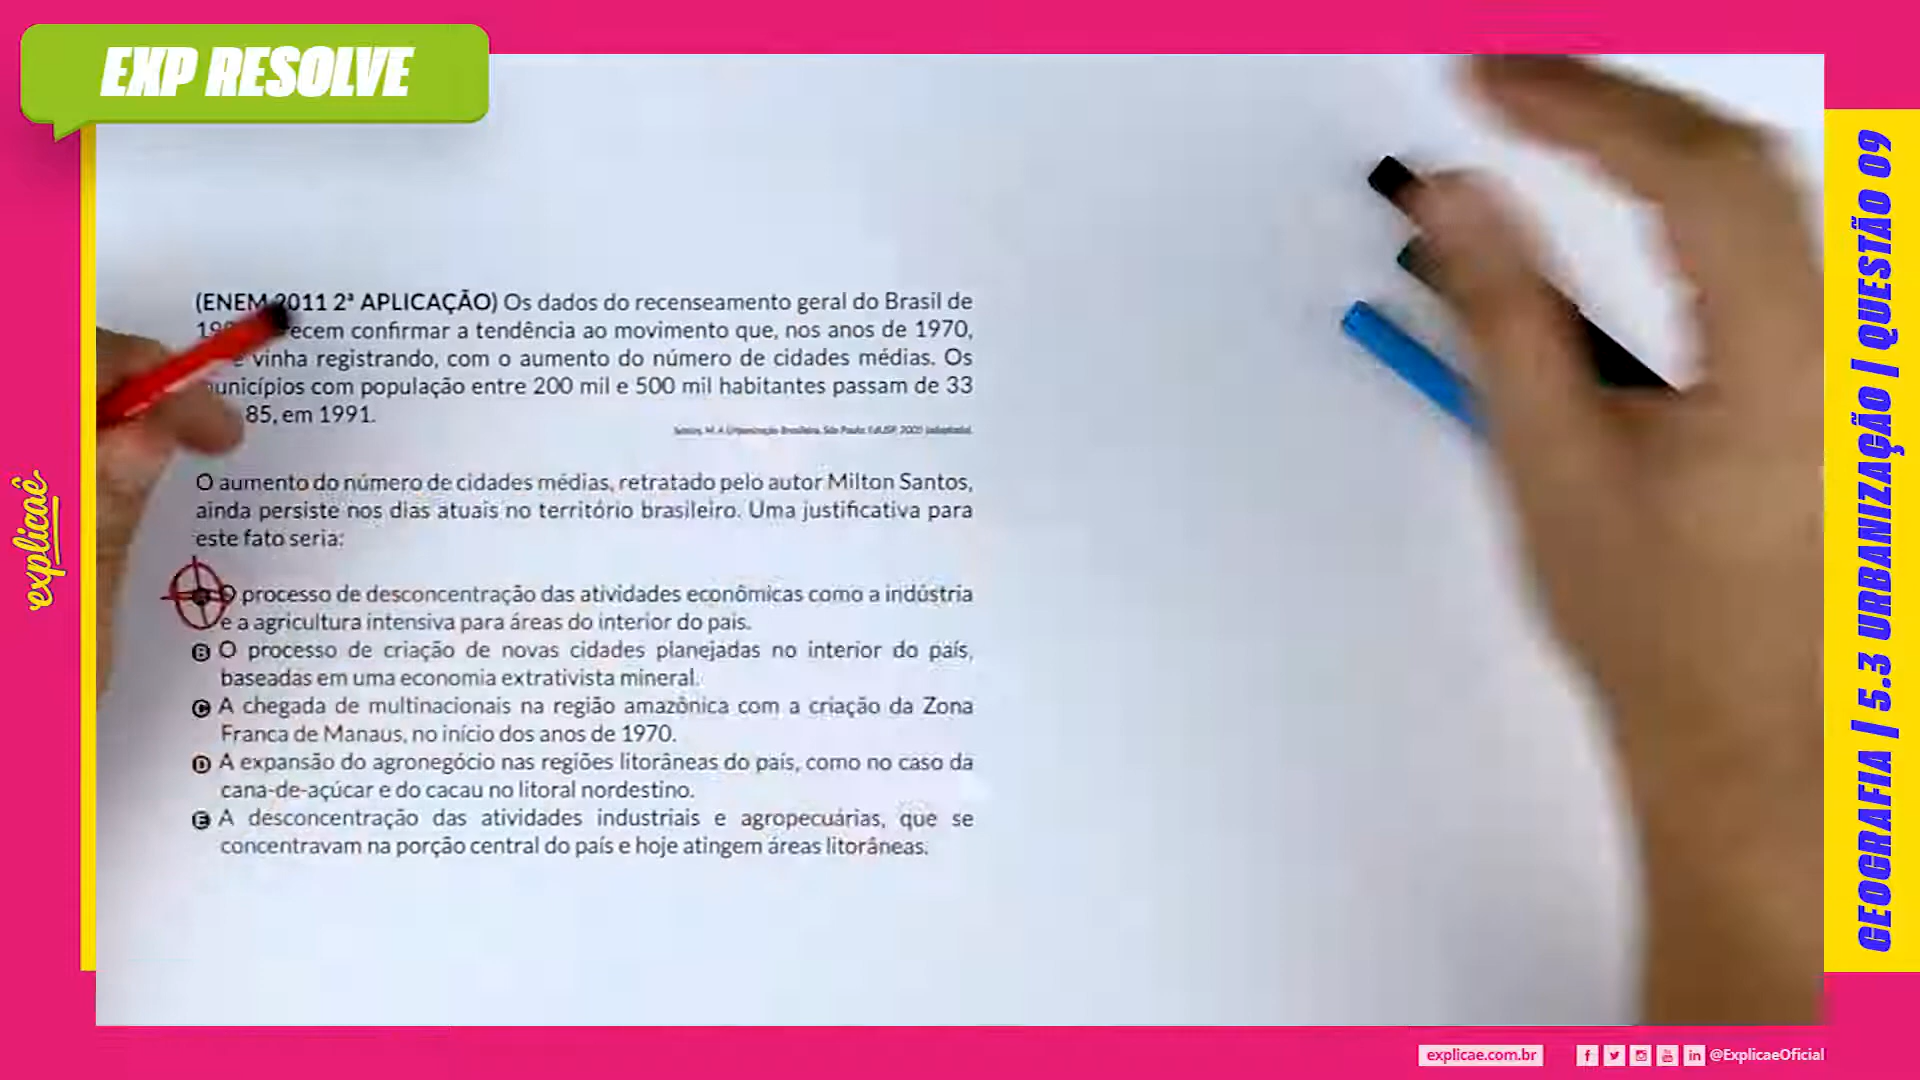 EXP RESOLVE
(ENEM 2011 2ª APLICAÇÃO) Os dados do recenseamento geral do Brasil de
confirmar a tendência ao movimento que, nos anos de 1970,
vinha registrando, com o aumento do número de cidades médias. Os
municípios com população entre 200 mil e 500 mil habitantes passam de 33
85, em 1991.
Santos, M. A Urbanização Brasileira. São Paulo: EdUSP, 2005 (adaptado).
O aumento do número de cidades médias, retratado pelo autor Milton Santos,
ainda persiste nos dias atuais no território brasileiro. Uma justificativa para
este fato seria:
A O processo de desconcentração das atividades econômicas como a indústria
e a agricultura intensiva para áreas do interior do país.
B O processo de criação de novas cidades planejadas no interior do país,
baseadas em uma economia extrativista mineral.
C A chegada de multinacionais na região amazônica com a criação da Zona
Franca de Manaus, no início dos anos de 1970.
D A expansão do agronegócio nas regiões litorâneas do país, como no caso da
cana-de-açúcar e do cacau no litoral nordestino.
E A desconcentração das atividades industriais e agropecuárias, que se
concentravam na porção central do país e hoje atingem áreas litorâneas.
explicaê
GEOGRAFIA | 5.3 URBANIZAÇÃO | QUESTÃO 09
explicae.com.br
@ExplicaeOficial